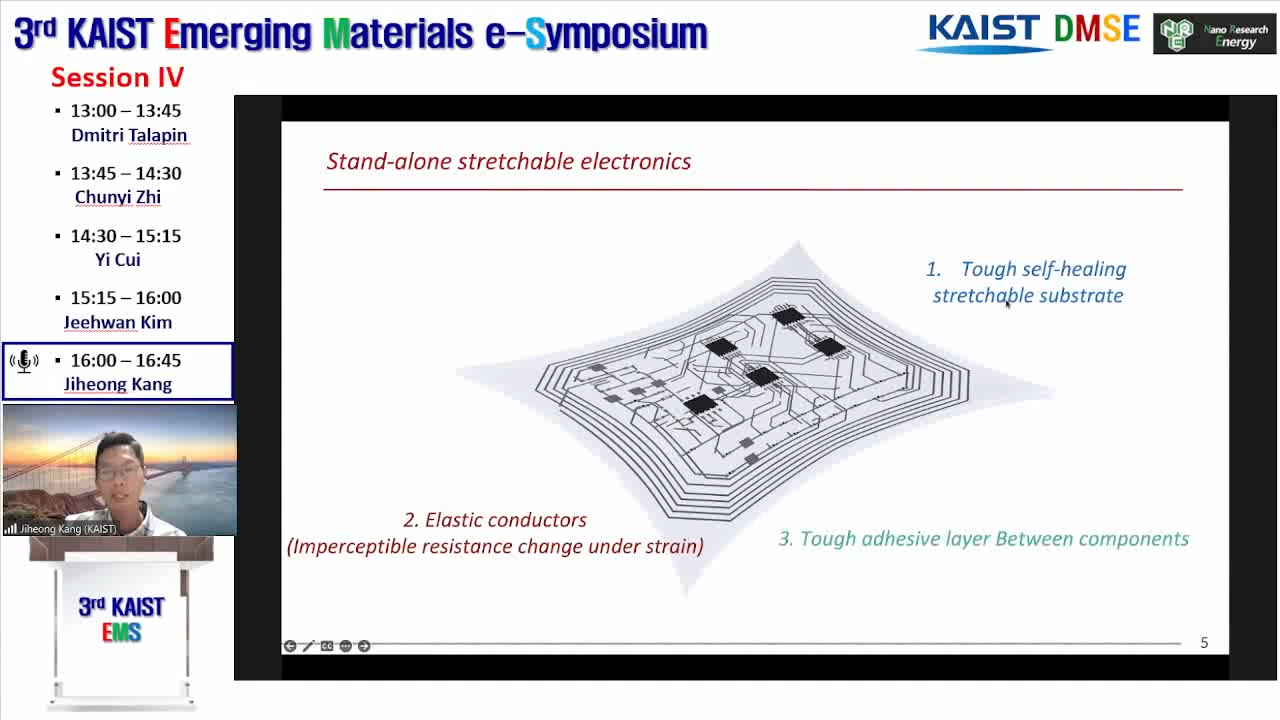 3rd KAIST Emerging Materials e-Symposium
KAIST DMSE
NRE
Nano Research
Energy
Session IV
▪ 13:00 – 13:45
Dmitri Talapin
▪ 13:45 – 14:30
Chunyi Zhi
▪ 14:30 – 15:15
Yi Cui
▪ 15:15 – 16:00
Jeehwan Kim
▪ 16:00 – 16:45
Jiheong Kang
Jiheong Kang (KAIST)
3rd KAIST
EMS
Stand-alone stretchable electronics
1. Tough self-healing
stretchable substrate
2. Elastic conductors
(Imperceptible resistance change under strain)
3. Tough adhesive layer Between components
5